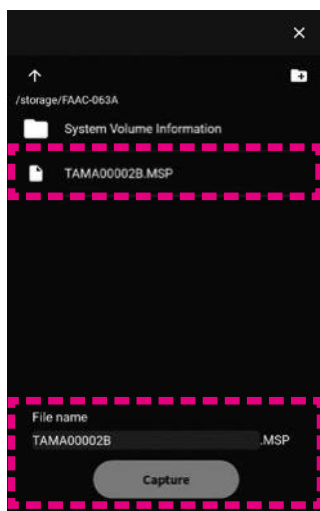 /storage/FAAC-063A
System Volume Information
TAMA00002B.MSP
File name
TAMA00002B .MSP
Capture